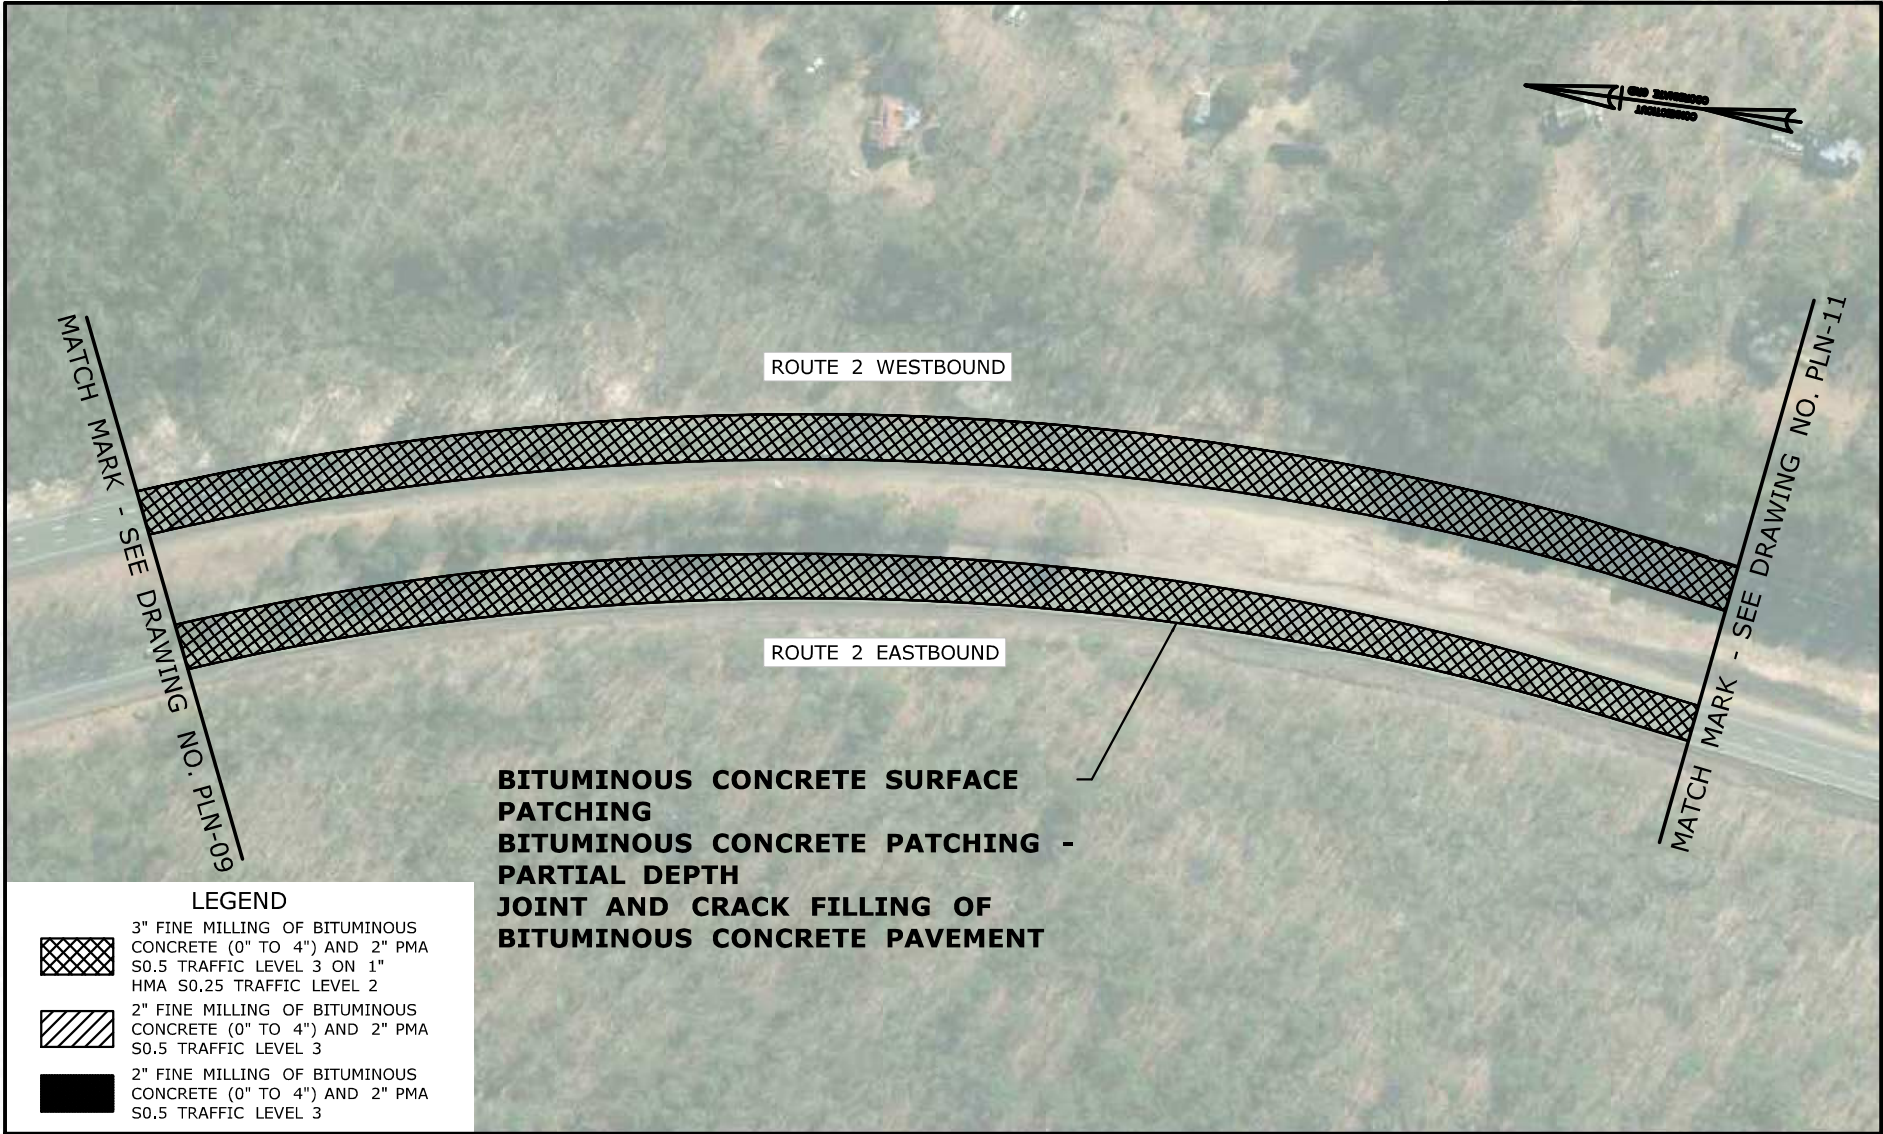 CONNECTICUT
COORDINATE GRID
ROUTE 2 WESTBOUND
MATCH MARK - SEE DRAWING NO. PLN-09
MATCH MARK - SEE DRAWING NO. PLN-11
ROUTE 2 EASTBOUND
BITUMINOUS CONCRETE SURFACE
PATCHING
BITUMINOUS CONCRETE PATCHING -
PARTIAL DEPTH
JOINT AND CRACK FILLING OF
BITUMINOUS CONCRETE PAVEMENT
LEGEND
3" FINE MILLING OF BITUMINOUS
CONCRETE (0" TO 4") AND 2" PMA
S0.5 TRAFFIC LEVEL 3 ON 1"
HMA S0.25 TRAFFIC LEVEL 2
2" FINE MILLING OF BITUMINOUS
CONCRETE (0" TO 4") AND 2" PMA
S0.5 TRAFFIC LEVEL 3
2" FINE MILLING OF BITUMINOUS
CONCRETE (0" TO 4") AND 2" PMA
S0.5 TRAFFIC LEVEL 3